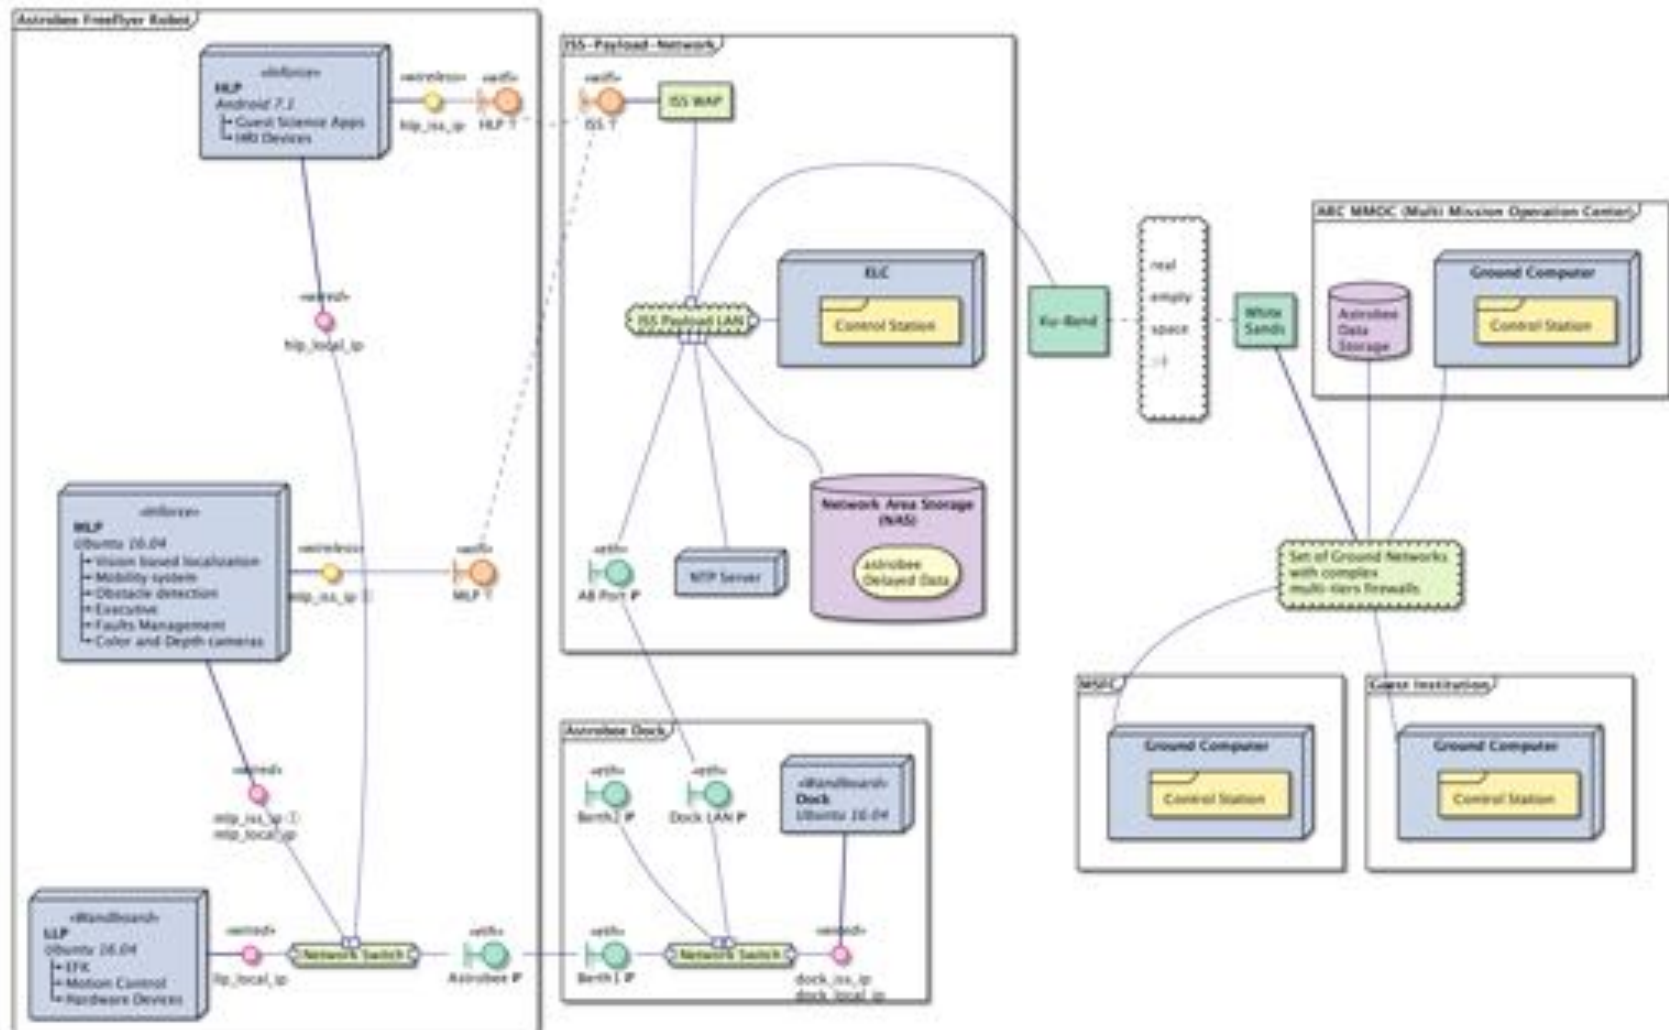 Astrobee Freeflyer Robot
«inforce»
HLP
Android 7.1
Guest Science Apps
HRI Devices
«wireless»
hlp_iss_ip
«wifi»
HLP
«wired»
hlp_local_ip
«inforce»
MLP
Ubuntu 16.04
Vision based localization
Mobility system
Obstacle detection
Executive
Faults Management
Color and Depth cameras
«wireless»
mlp_iss_ip
«wifi»
MLP
«wired»
mlp_iss_ip
mlp_local_ip
«Wandboard»
LLP
Ubuntu 16.04
EFK
Motion Control
Hardware Devices
«wired»
llp_local_ip
Network Switch
Astrobee
ISS-Payload-Network
«wifi»
ISS
ISS WAP
ISS Payload LAN
ELC
Control Station
Network Area Storage
(NAS)
astrobee
Delayed Data
NTP Server
«eth»
AB Port
Astrobee Dock
«eth»
Berth2
«eth»
Dock LAN
«Wandboard»
Dock
Ubuntu 16.04
«eth»
Berth1
Network Switch
«wired»
dock_iss_ip
dock_local_ip
Ku-Band
real
empty
space
White
Sands
ARC MMOC (Multi Mission Operation Center)
Astrobee
Data
Storage
Ground Computer
Control Station
Set of Ground Networks
with complex
multi-tiers firewalls
MSFC
Ground Computer
Control Station
Guest Institution
Ground Computer
Control Station